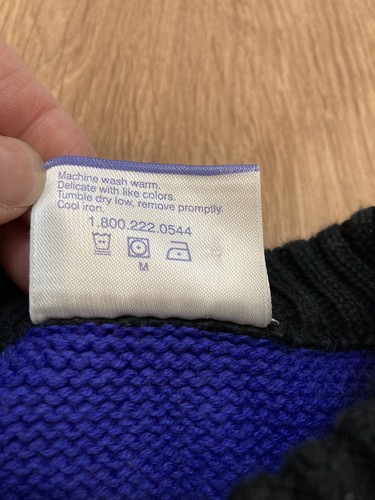 Machine wash warm.
Delicate with like colors.
Tumble dry low, remove promptly.
Cool iron.
1.800.222.0544
M